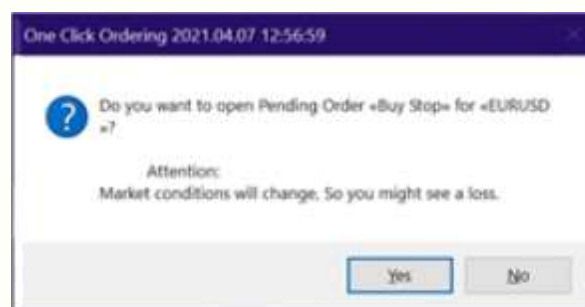 One Click Ordering 2021.04.07 12:56:59
Do you want to open Pending Order «Buy Stop» for «EURUSD
»?
Attention:
Market conditions will change, So you might see a loss.
Yes
No